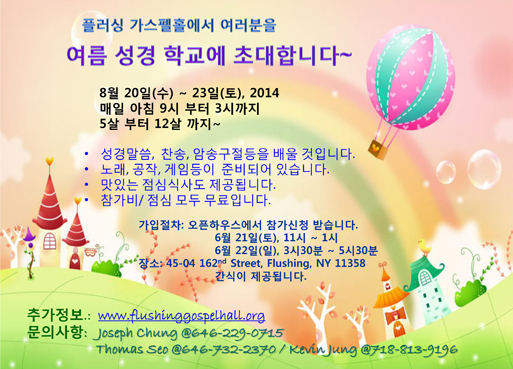 플러싱 가스펠홀에서 여러분을
여름 성경 학교에 초대합니다~
8월 20일(수) ~ 23일(토), 2014
매일 아침 9시 부터 3시까지
5살 부터 12살 까지~
• 성경말씀, 찬송, 암송구절등을 배울 것입니다.
• 노래, 공작, 게임등이 준비되어 있습니다.
• 맛있는 점심식사도 제공됩니다.
• 참가비/ 점심 모두 무료입니다.
가입절차: 오픈하우스에서 참가신청 받습니다.
6월 21일(토), 11시 ~ 1시
6월 22일(일), 3시30분 ~ 5시30분
장소: 45-04 162nd Street, Flushing, NY 11358
간식이 제공됩니다.
추가정보.: www.flushinggospelhall.org
문의사항: Joseph Chung @646-229-0715
Thomas Seo @646-732-2370 / Kevin Jung @718-813-9196